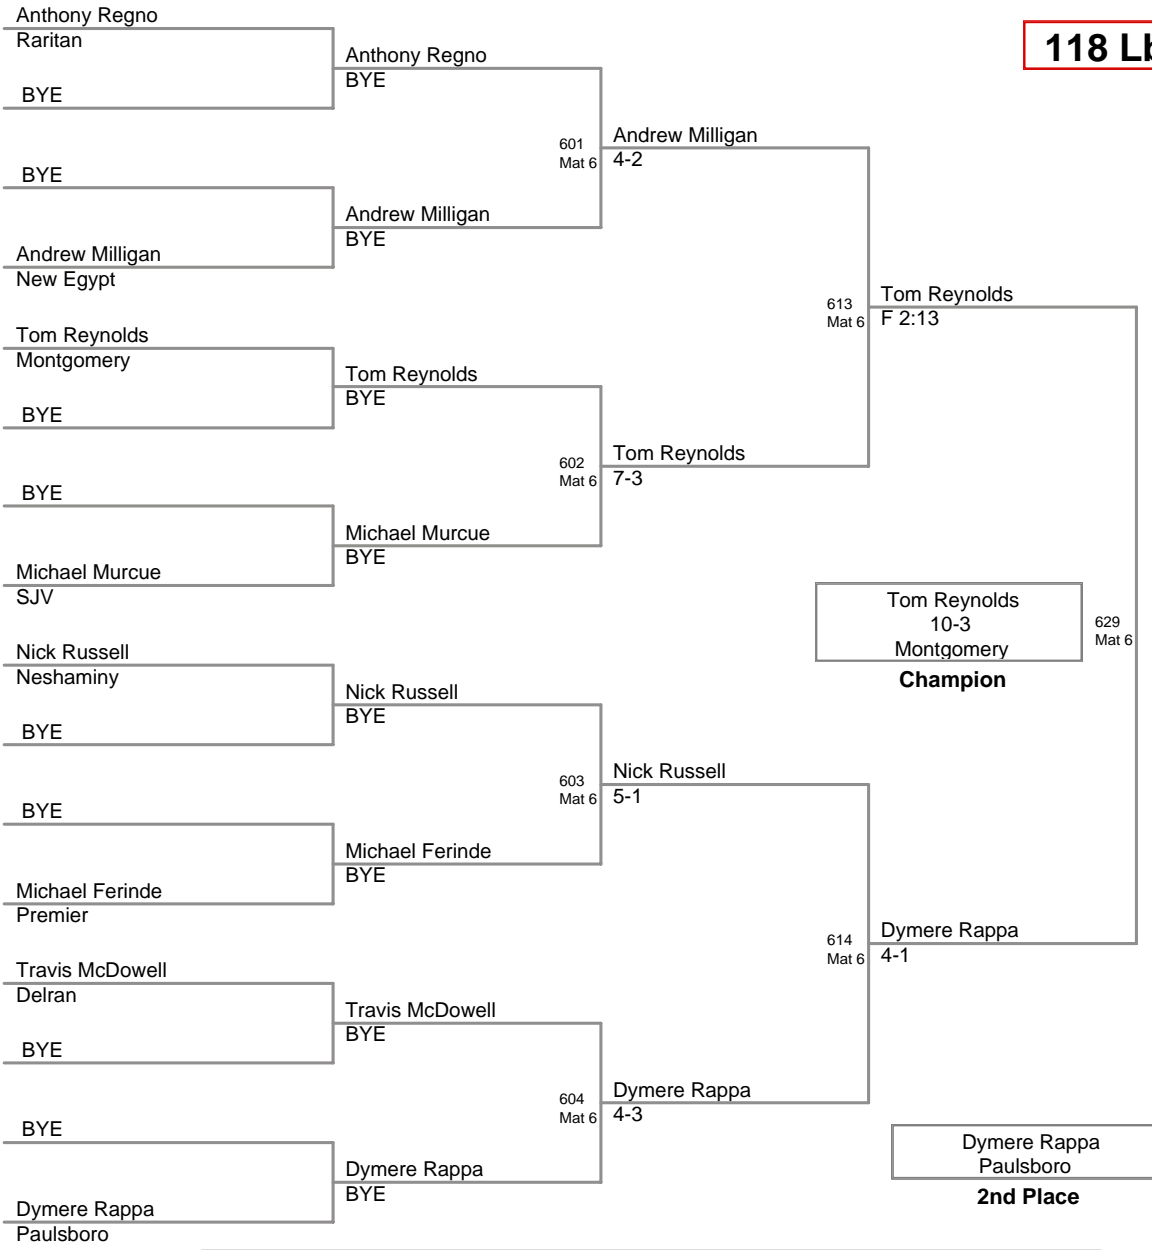 Anthony Regno
Raritan
BYE
BYE
Andrew Milligan
New Egypt
Tom Reynolds
Montgomery
BYE
BYE
Michael Murcue
SJV
Nick Russell
Neshaminy
BYE
BYE
Michael Ferinde
Premier
Travis McDowell
Delran
BYE
BYE
Dymere Rappa
Paulsboro
Anthony Regno
BYE
Andrew Milligan
BYE
Tom Reynolds
BYE
Michael Murcue
BYE
Nick Russell
BYE
Michael Ferinde
BYE
Travis McDowell
BYE
Dymere Rappa
BYE
601
Mat 6
Andrew Milligan
4-2
602
Mat 6
Tom Reynolds
7-3
603
Mat 6
Nick Russell
5-1
604
Mat 6
Dymere Rappa
4-3
613
Mat 6
Tom Reynolds
F 2:13
614
Mat 6
Dymere Rappa
4-1
118 Lb
Tom Reynolds
10-3
Montgomery
Champion
629
Mat 6
Dymere Rappa
Paulsboro
2nd Place